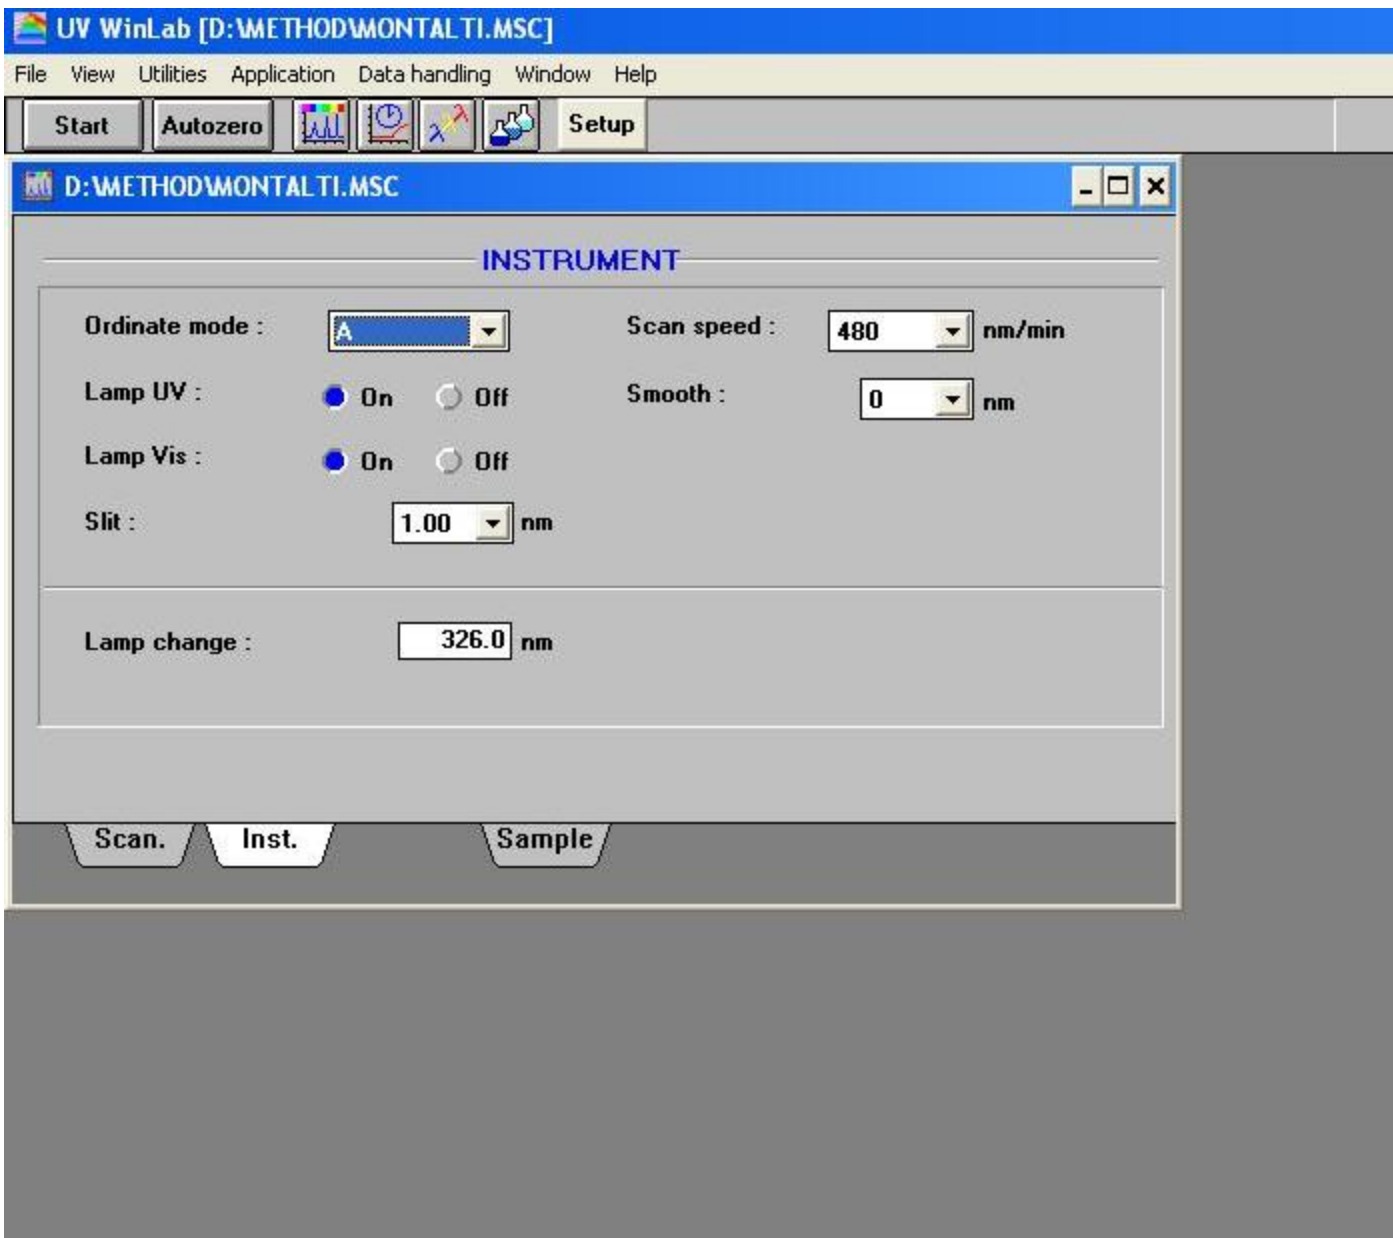 UV WinLab [D:\METHOD\MONTALTI.MSC]
File View Utilities Application Data handling Window Help
Start Autozero λ λ Setup
D:\METHOD\MONTALTI.MSC
INSTRUMENT
Ordinate mode : A Scan speed : 480 nm/min
Lamp UV : On Off Smooth : 0 nm
Lamp Vis : On Off
Slit : 1.00 nm
Lamp change : 326.0 nm
Scan. Inst. Sample